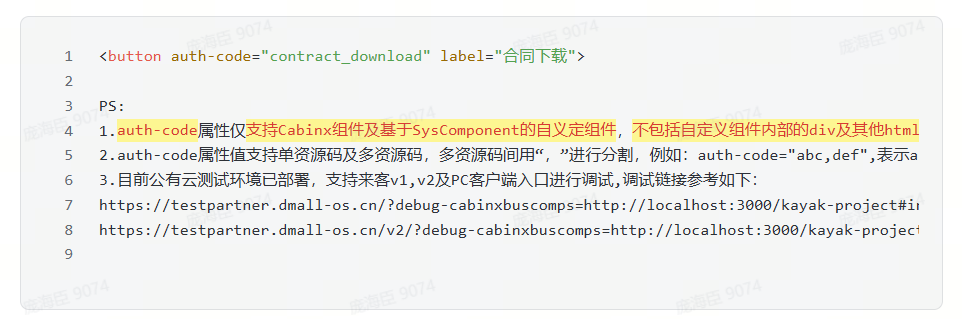 1 <button auth-code="contract_download" label="合同下载">
2
3 PS:
4 1.auth-code属性仅支持Cabinx组件及基于SysComponent的自义定组件，不包括自定义组件内部的div及其他html
5 2.auth-code属性值支持单资源码及多资源码，多资源码间用“，”进行分割，例如：auth-code="abc,def",表示a
6 3.目前公有云测试环境已部署，支持来客v1,v2及PC客户端入口进行调试,调试链接参考如下：
7 https://testpartner.dmall-os.cn/?debug-cabinxbuscomps=http://localhost:3000/kayak-project#in
8 https://testpartner.dmall-os.cn/v2/?debug-cabinxbuscomps=http://localhost:3000/kayak-project
9